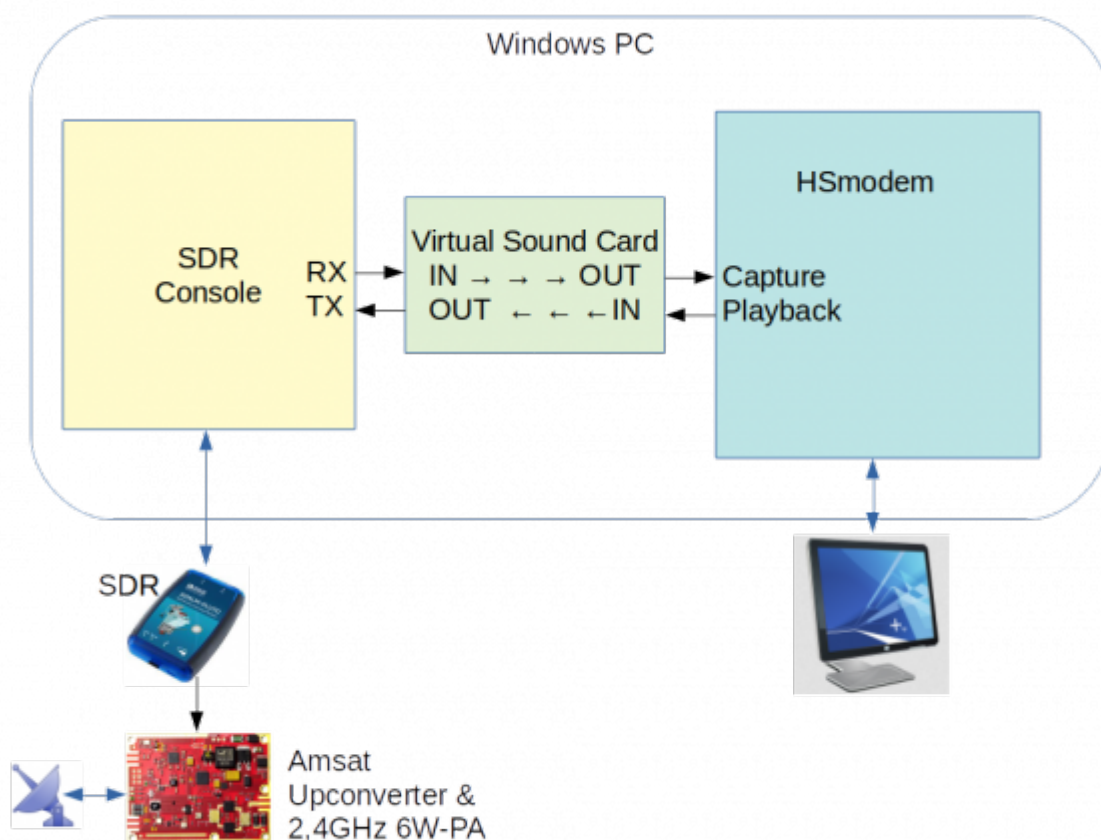 Windows PC
HSmodem
SDR
Console
RX
TX
Virtual Sound Card
IN → → → OUT
OUT ← ← ←IN
Capture
Playback
SDR
Amsat
Upconverter &
2,4GHz 6W-PA